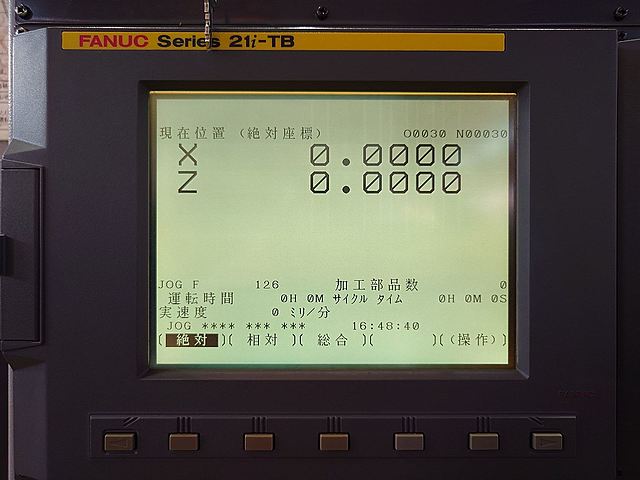 FANUC Series 21i-TB
現在位置 (絶対座標) O0030 N00030
X 0.0000
Z 0.0000
JOG F 126 加工部品数 0
運転時間 0H 0M サイクル タイム 0H 0M 0S
実速度 0 ミリ/分
JOG **** *** *** 16:48:40
[ 絶対 ][ 相対 ][ 総合 ][ ][(操作)]